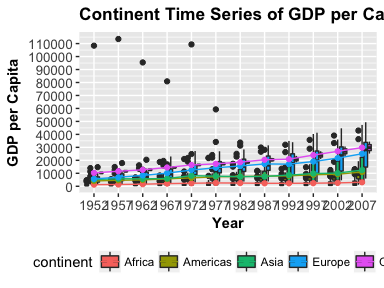 Continent Time Series of GDP per Ca
GDP per Capita
110000
100000
90000
80000
70000
60000
50000
40000
30000
20000
10000
0
1952 1957 1962 1967 1972 1977 1982 1987 1992 1997 2002 2007
Year
continent Africa Americas Asia Europe